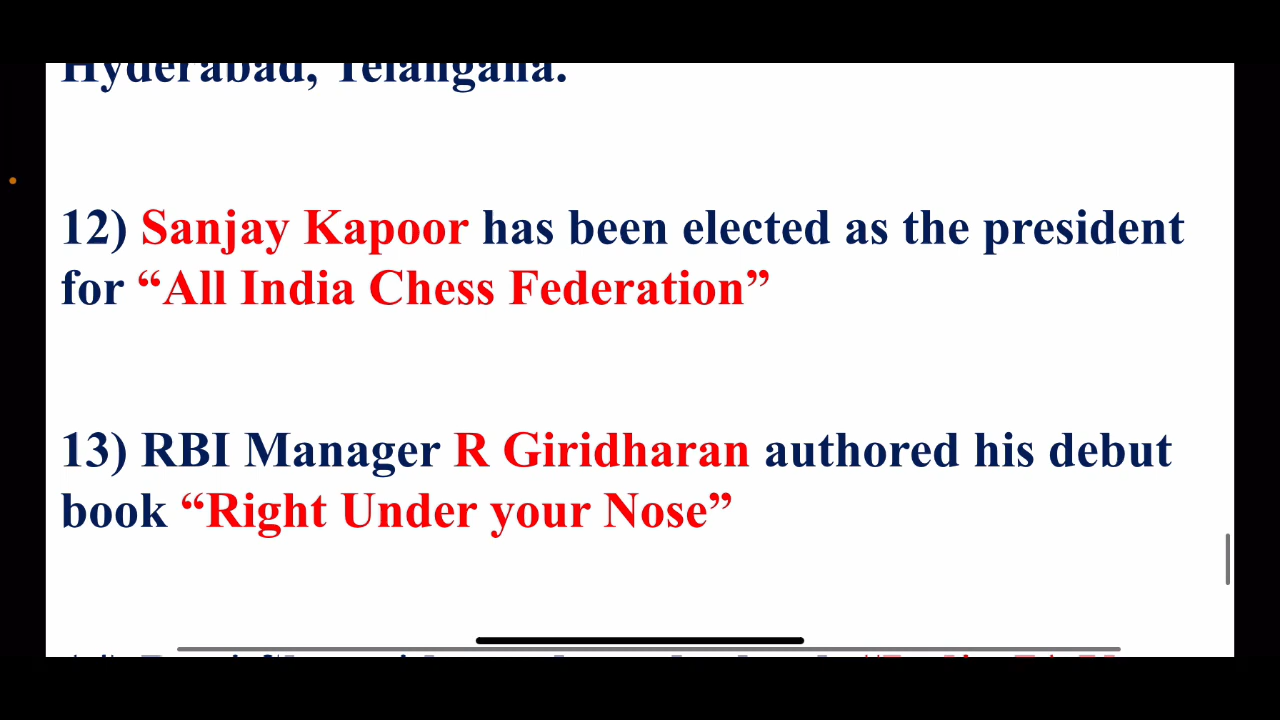 Hyderabad, Telangana.
12) Sanjay Kapoor has been elected as the president
for “All India Chess Federation”
13) RBI Manager R Giridharan authored his debut
book “Right Under your Nose”